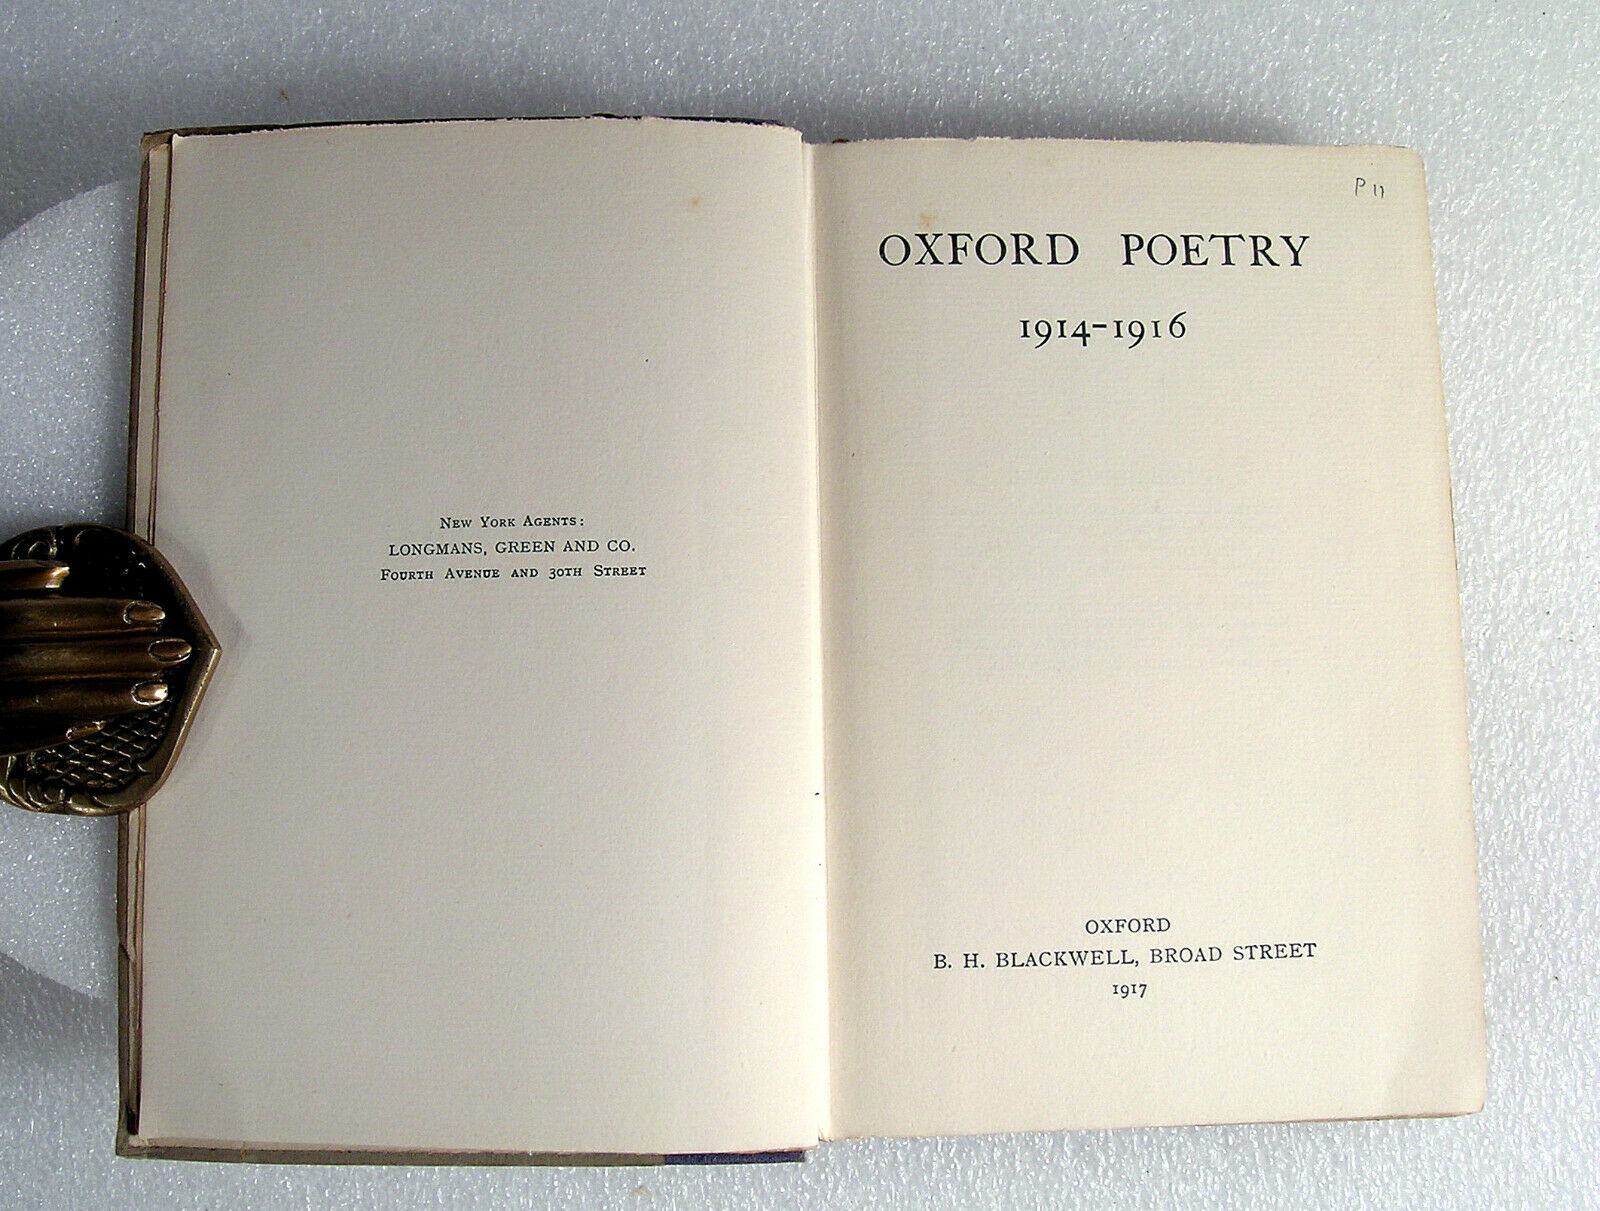 New York Agents:
LONGMANS, GREEN AND CO.
Fourth Avenue and 30th Street
P 11
OXFORD POETRY
1914-1916
OXFORD
B. H. BLACKWELL, BROAD STREET
1917